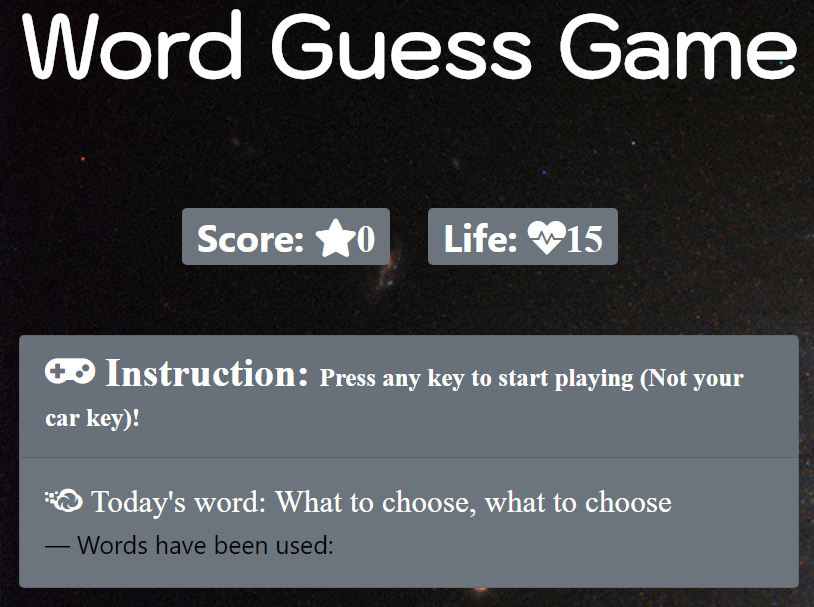 Word Guess Game
Score: 0
Life: 15
Instruction: Press any key to start playing (Not your
car key)!
Today's word: What to choose, what to choose
— Words have been used: